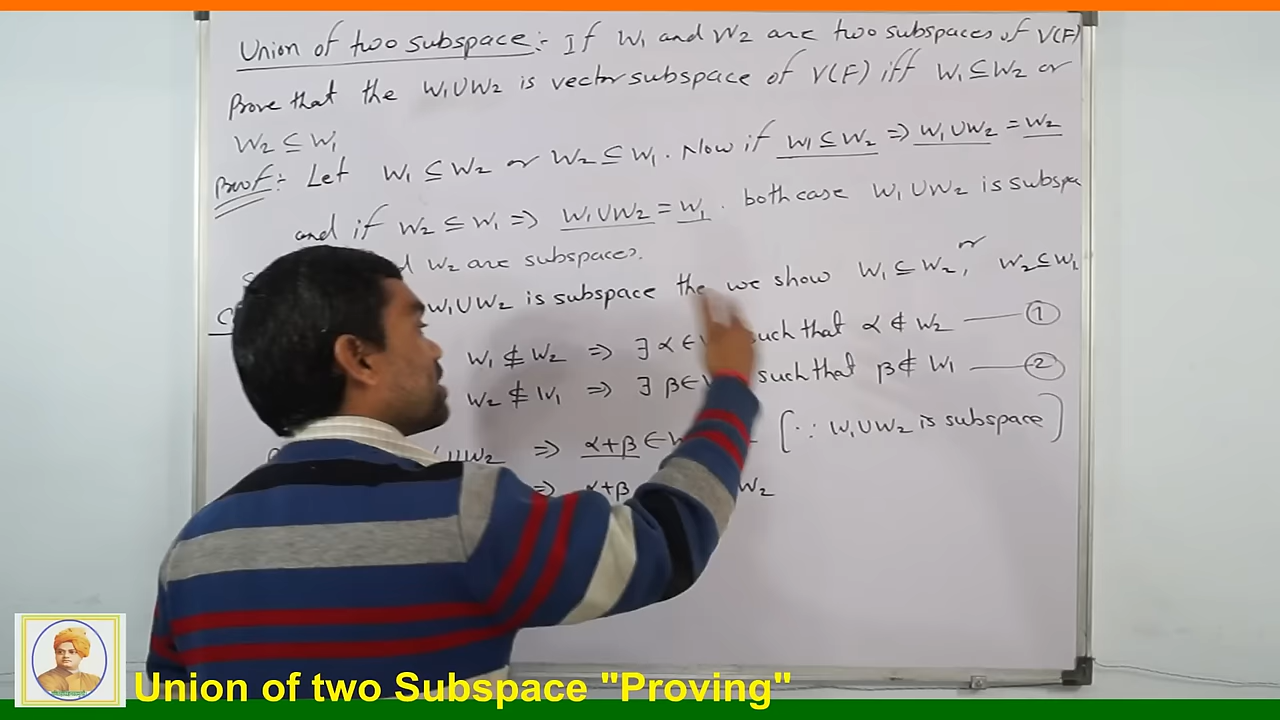 Union of two subspace :- If W₁ and W₂ are two subspaces of V(F)
Prove that the W₁∪W₂ is vector subspace of V(F) iff W₁⊆W₂ or
W₂⊆W₁
Proof:- Let W₁⊆W₂ or W₂⊆W₁. Now if W₁⊆W₂ ⇒ W₁∪W₂ = W₂
and if W₂⊆W₁ ⇒ W₁∪W₂ = W₁. both case W₁∪W₂ is subspa
W₂ are subspaces.
W₁∪W₂ is subspace the we show W₁⊆W₂, or W₂⊆W₁
W₁⊈W₂ ⇒ ∃ α∈ such that α∉W₂ — ①
W₂⊈W₁ ⇒ ∃ β∈ such that β∉W₁ — ②
∪W₂ ⇒ α+β∈ [∵ W₁∪W₂ is subspace]
⇒ α+β W₂
Union of two Subspace "Proving"